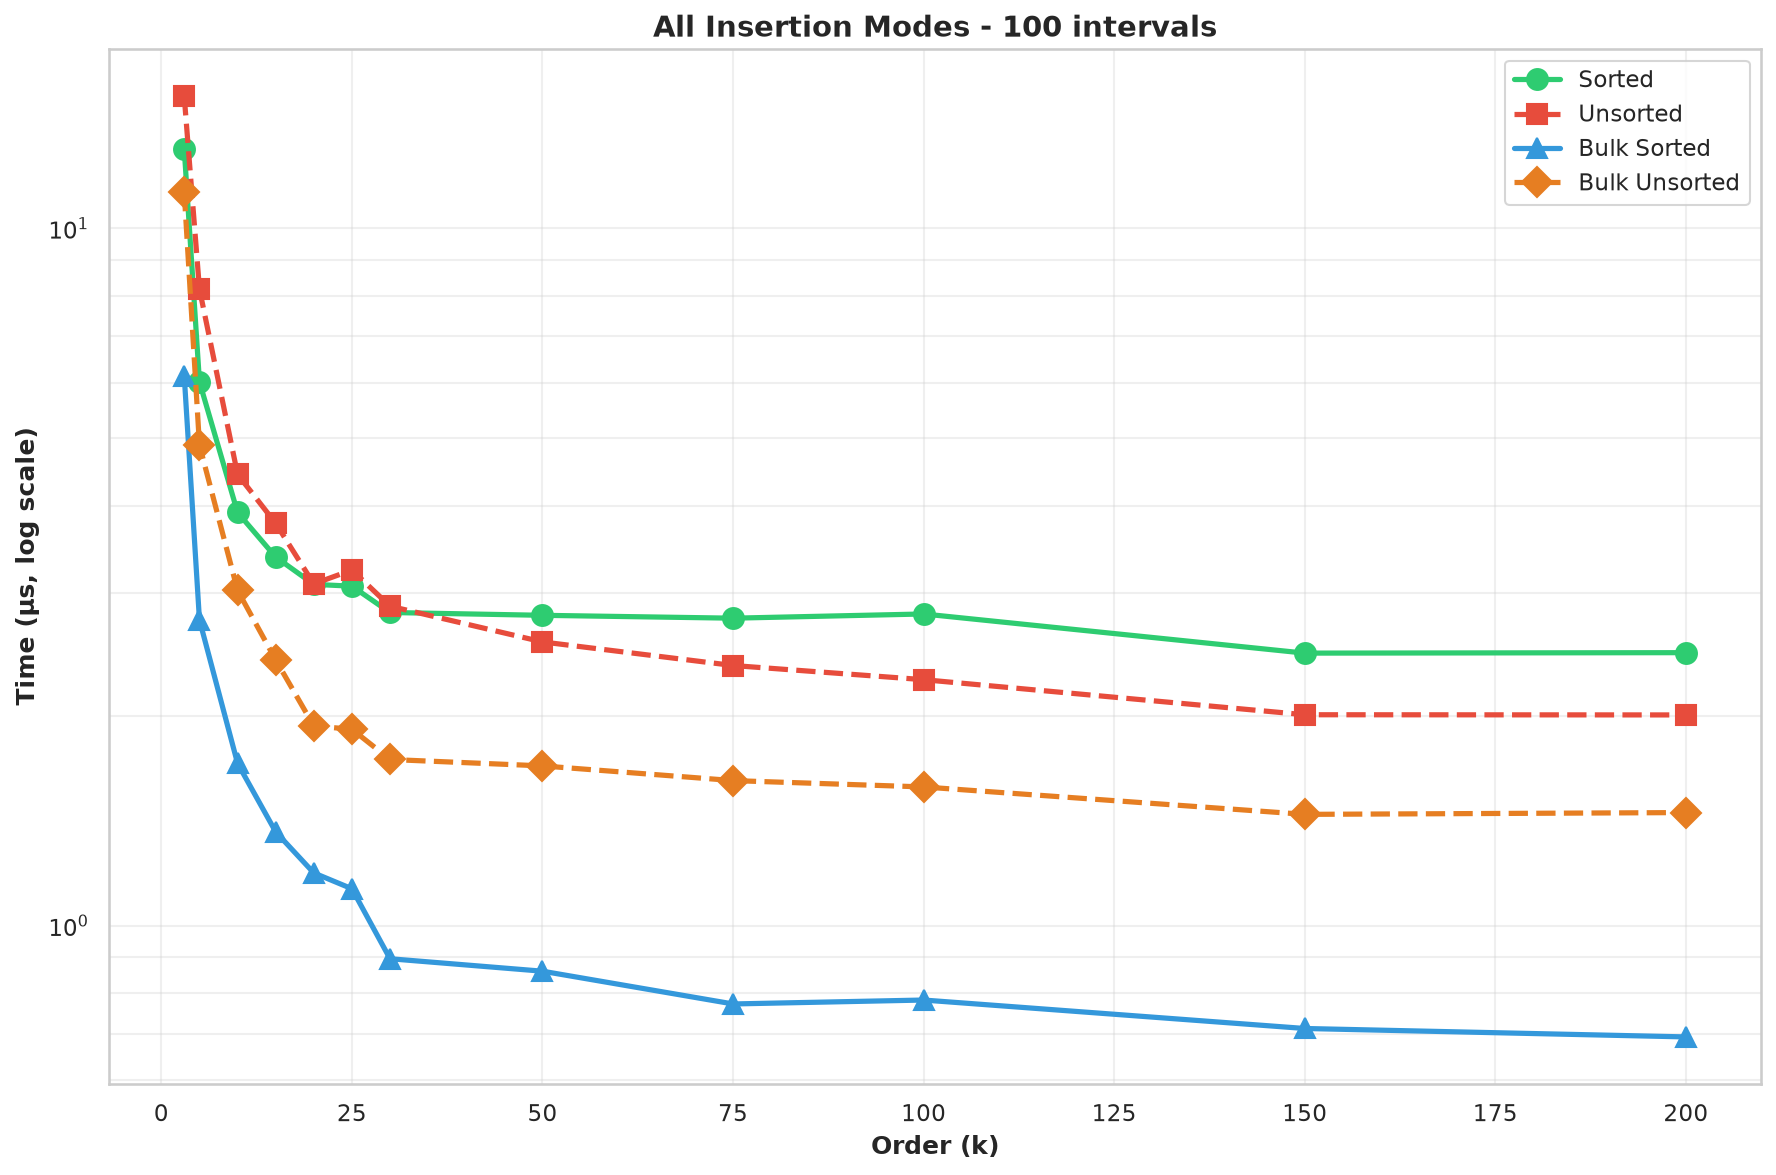 All Insertion Modes - 100 intervals
Sorted
Unsorted
Bulk Sorted
Bulk Unsorted
Time (µs, log scale)
10¹
10⁰
0 25 50 75 100 125 150 175 200
Order (k)